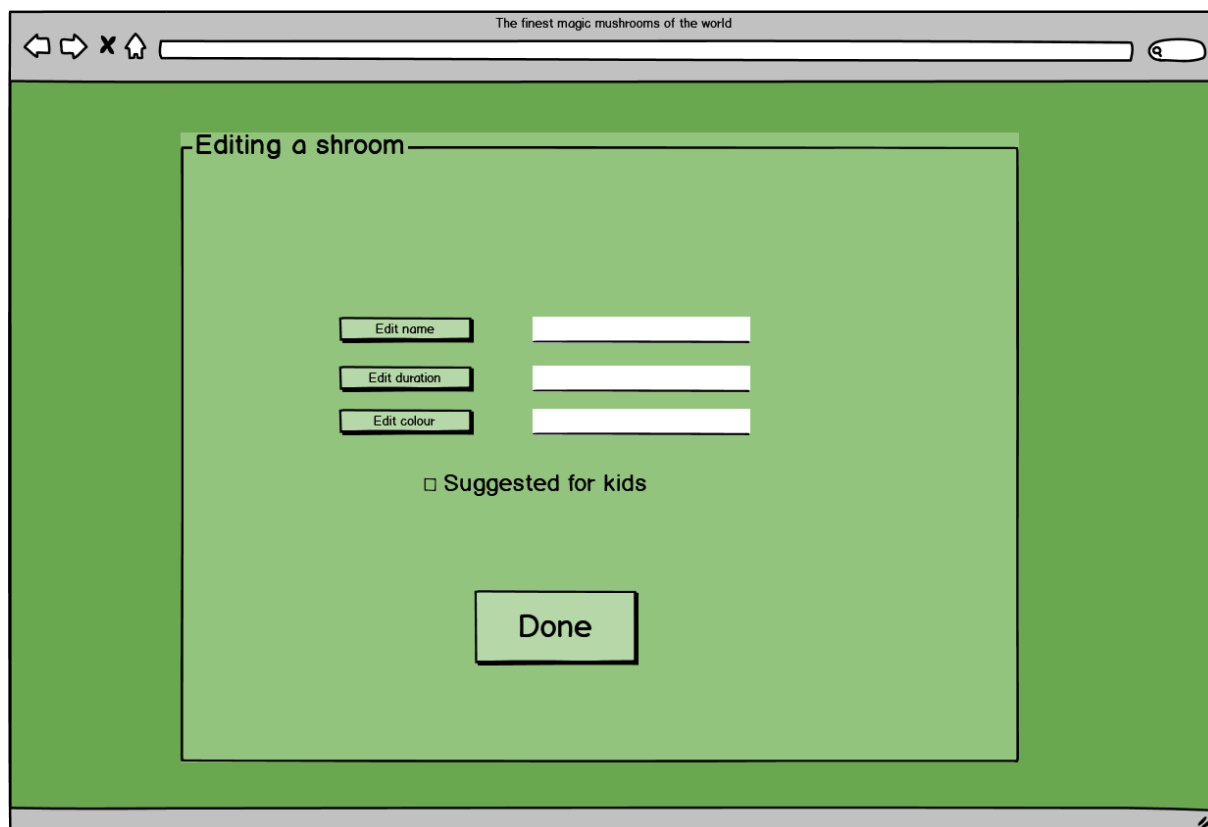 The finest magic mushrooms of the world
Editing a shroom
Edit name
Edit duration
Edit colour
Suggested for kids
Done